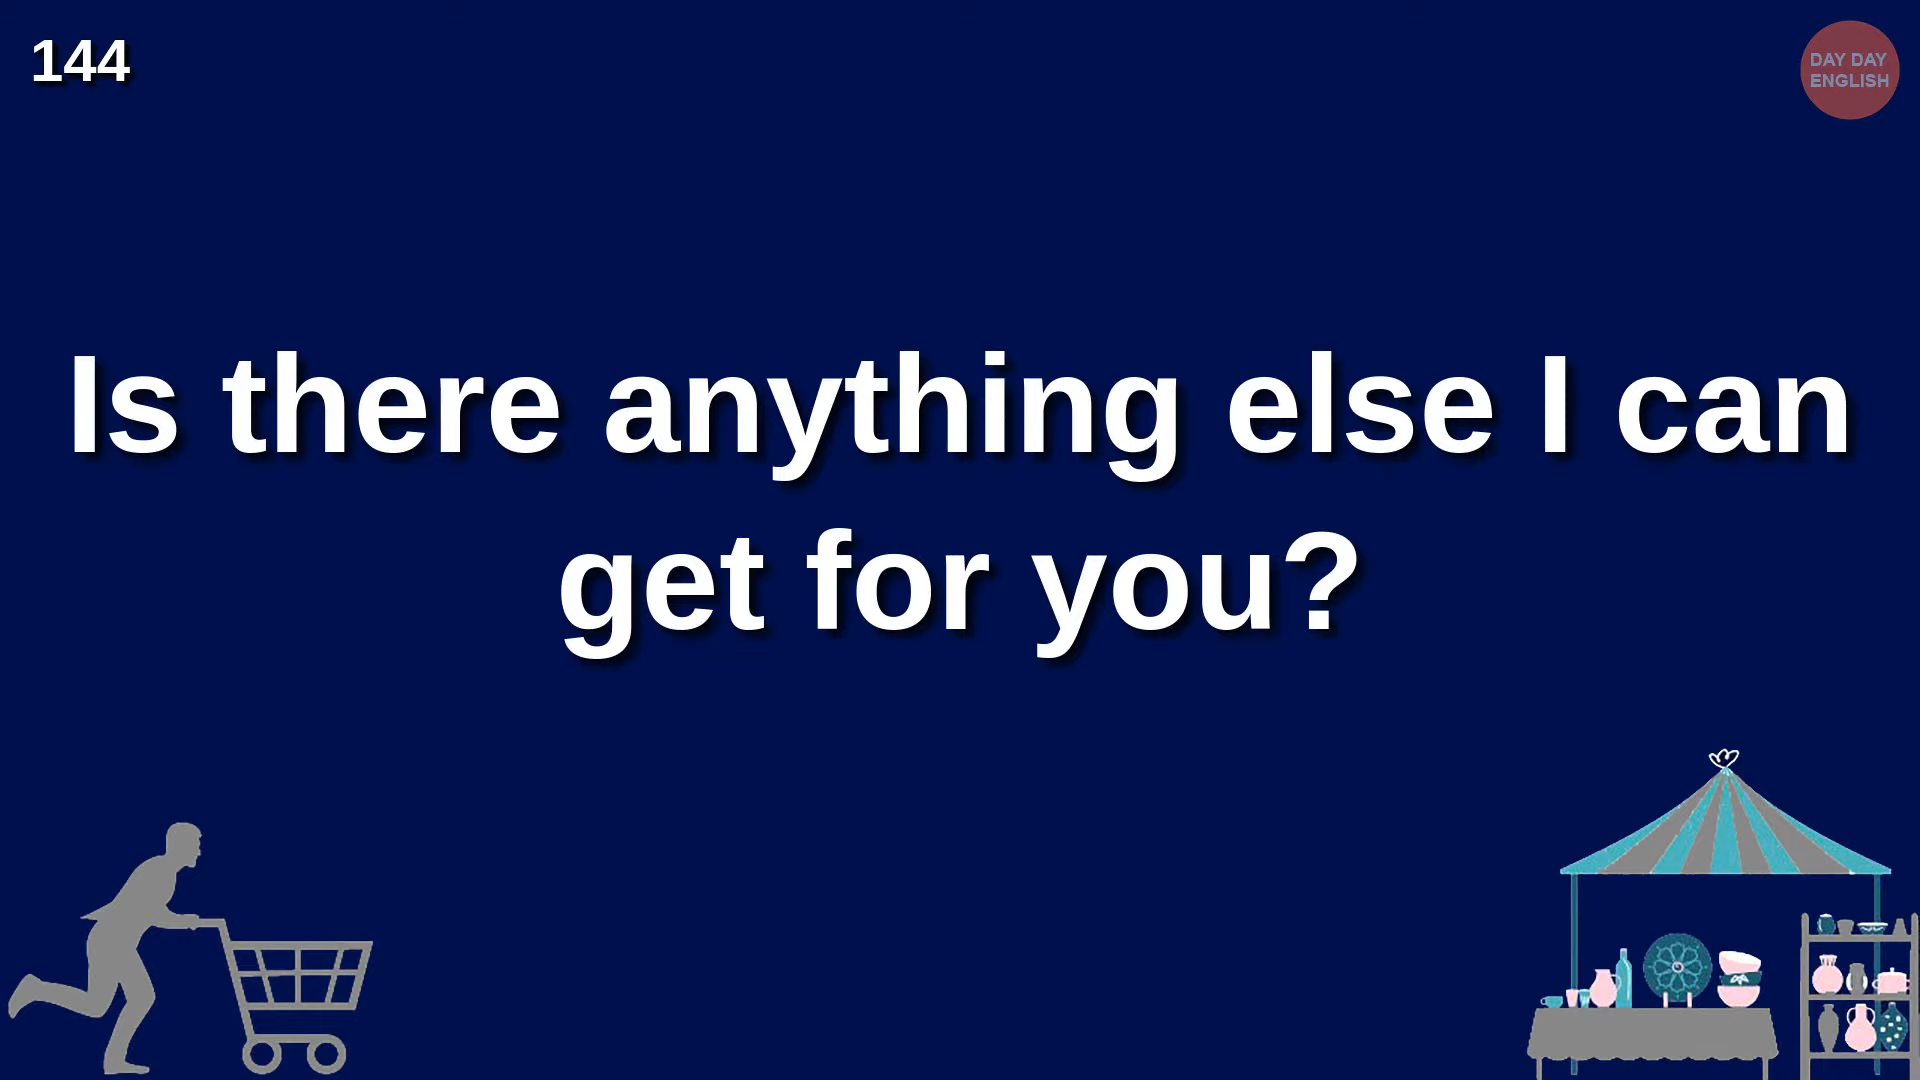 144
DAY DAY
ENGLISH
Is there anything else I can
get for you?